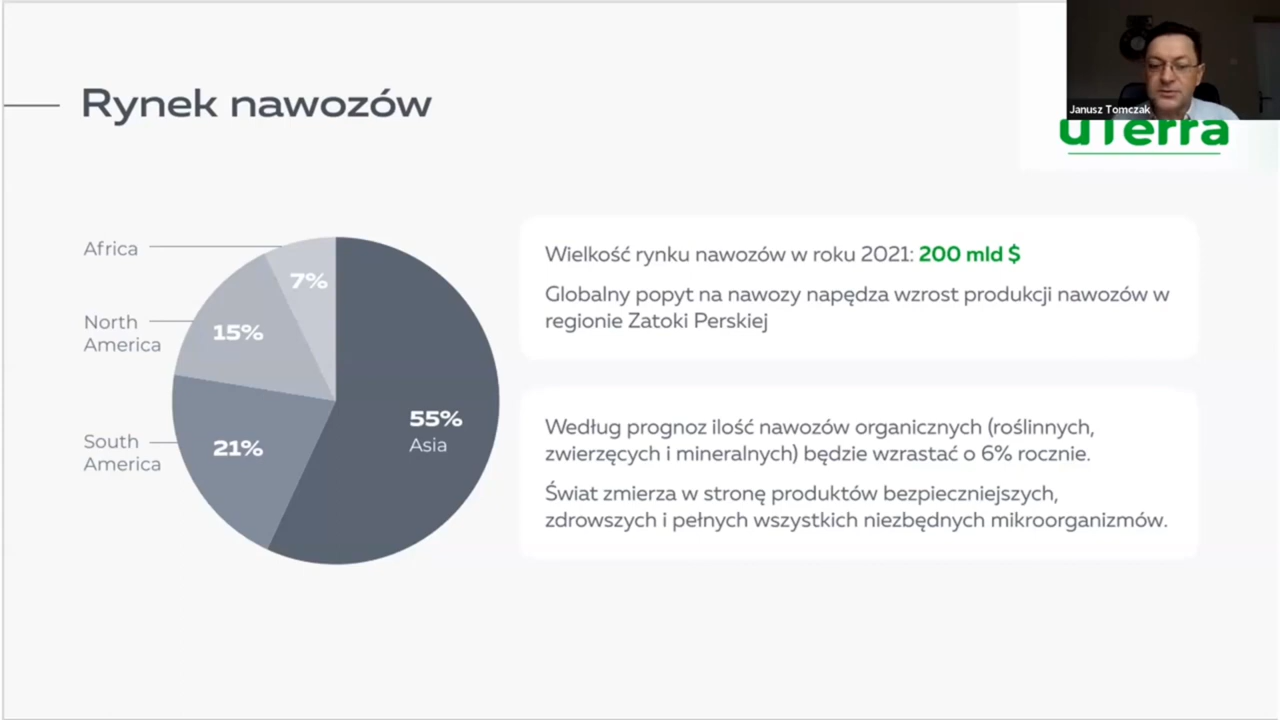 Rynek nawozów
Janusz Tomczak
uTerra
Africa
7%
North
America
15%
South
America
21%
55%
Asia
Wielkość rynku nawozów w roku 2021: 200 mld $
Globalny popyt na nawozy napędza wzrost produkcji nawozów w
regionie Zatoki Perskiej
Według prognoz ilość nawozów organicznych (roślinnych,
zwierzęcych i mineralnych) będzie wzrastać o 6% rocznie.
Świat zmierza w stronę produktów bezpieczniejszych,
zdrowszych i pełnych wszystkich niezbędnych mikroorganizmów.